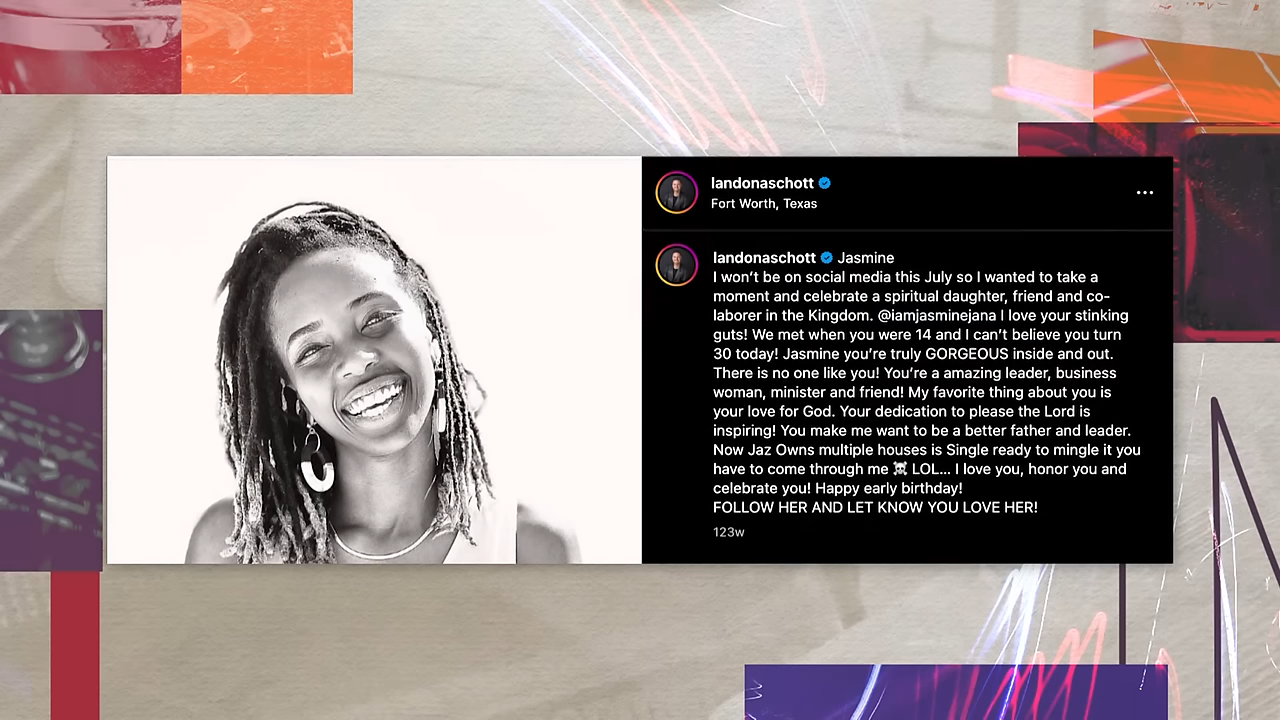 landonaschott
Fort Worth, Texas
landonaschott Jasmine
I won't be on social media this July so I wanted to take a
moment and celebrate a spiritual daughter, friend and co-
laborer in the Kingdom. @iamjasminejana I love your stinking
guts! We met when you were 14 and I can't believe you turn
30 today! Jasmine you're truly GORGEOUS inside and out.
There is no one like you! You're a amazing leader, business
woman, minister and friend! My favorite thing about you is
your love for God. Your dedication to please the Lord is
inspiring! You make me want to be a better father and leader.
Now Jaz Owns multiple houses is Single ready to mingle it you
have to come through me ☠️ LOL... I love you, honor you and
celebrate you! Happy early birthday!
FOLLOW HER AND LET KNOW YOU LOVE HER!
123w